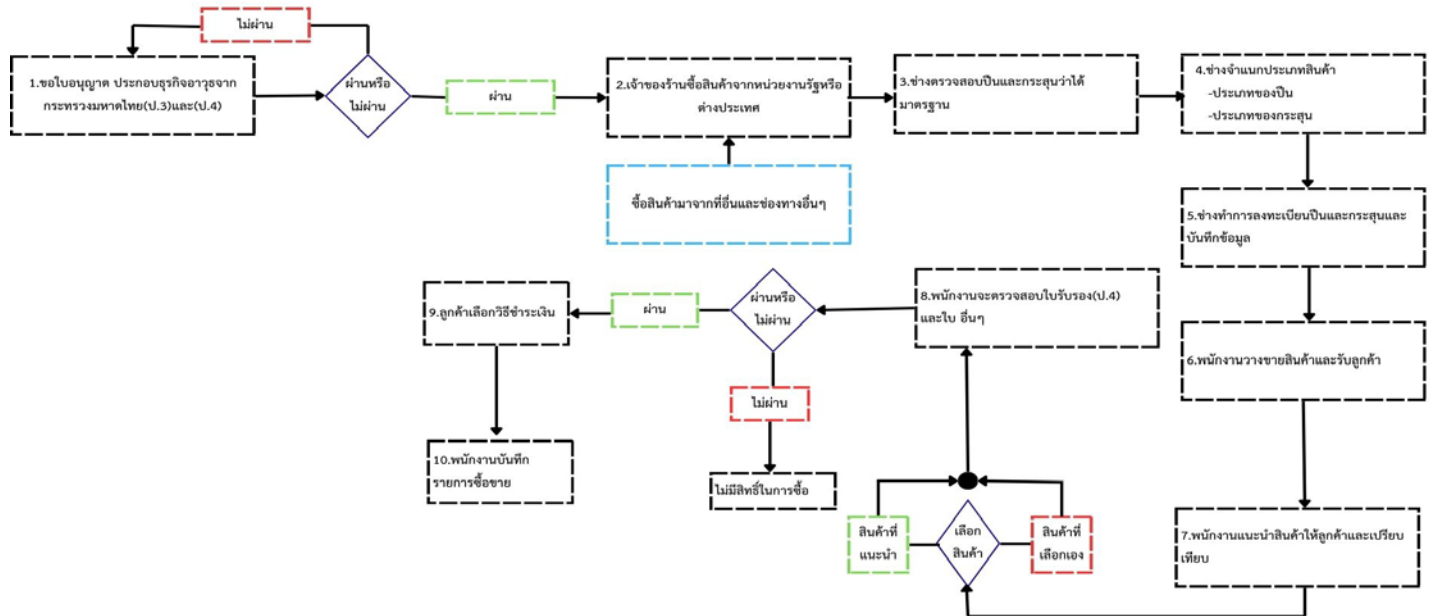 ไม่ผ่าน
1.ขอใบอนุญาต ประกอบธุรกิจอาวุธจาก
กระทรวงมหาดไทย(ป.3)และ(ป.4)
ผ่านหรือ
ไม่ผ่าน
ผ่าน
2.เจ้าของร้านซื้อสินค้าจากหน่วยงานรัฐหรือ
ต่างประเทศ
ซื้อสินค้ามาจากที่อื่นและช่องทางอื่นๆ
3.ช่างตรวจสอบปืนและกระสุนว่าได้
มาตรฐาน
4.ช่างจำแนกประเภทสินค้า
-ประเภทของปืน
-ประเภทของกระสุน
5.ช่างทำการลงทะเบียนปืนและกระสุนและ
บันทึกข้อมูล
6.พนักงานวางขายสินค้าและรับลูกค้า
7.พนักงานแนะนำสินค้าให้ลูกค้าและเปรียบ
เทียบ
เลือก
สินค้า
สินค้าที่
แนะนำ
สินค้าที่
เลือกเอง
8.พนักงานจะตรวจสอบใบรับรอง(ป.4)
และใบ อื่นๆ
ผ่านหรือ
ไม่ผ่าน
ผ่าน
ไม่ผ่าน
ไม่มีสิทธิ์ในการซื้อ
9.ลูกค้าเลือกวิธีชำระเงิน
10.พนักงานบันทึก
รายการซื้อขาย